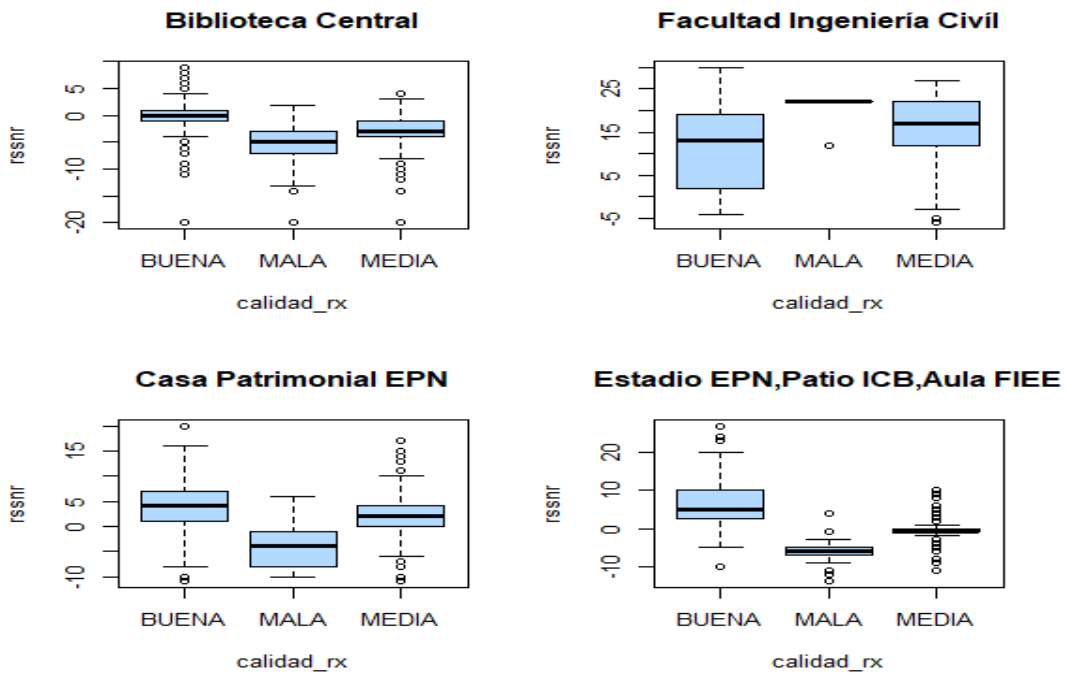 Biblioteca Central
rssnr
5
0
-10
-20
BUENA MALA MEDIA
calidad_rx
Facultad Ingeniería Civíl
rssnr
25
15
5
-5
BUENA MALA MEDIA
calidad_rx
Casa Patrimonial EPN
rssnr
15
5
0
-10
BUENA MALA MEDIA
calidad_rx
Estadio EPN,Patio ICB,Aula FIEE
rssnr
20
10
0
-10
BUENA MALA MEDIA
calidad_rx